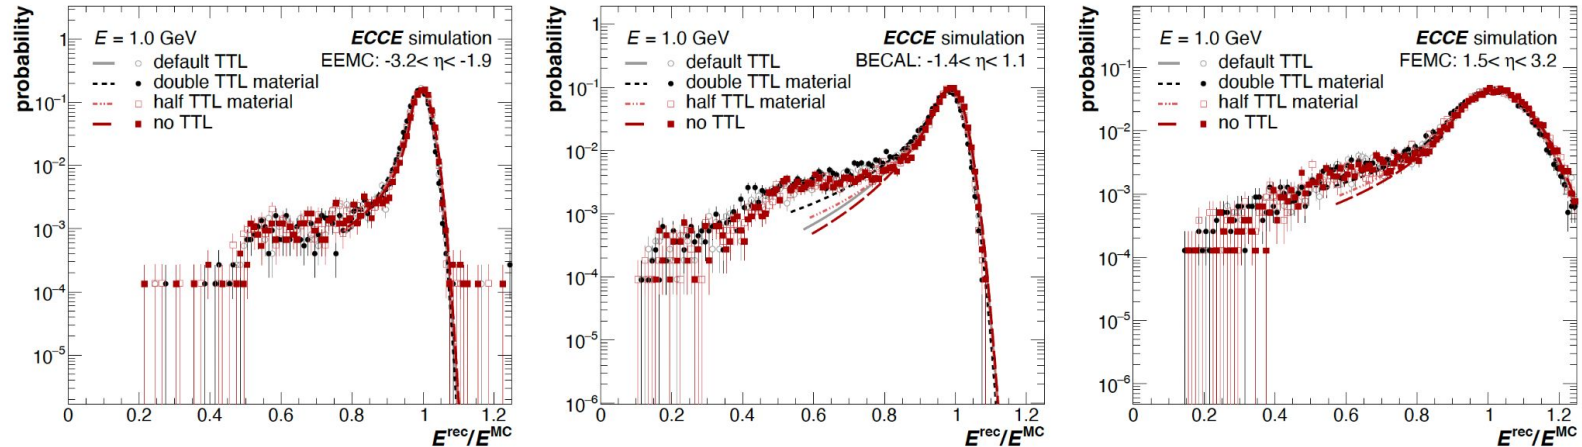 probability
E = 1.0 GeV
default TTL
double TTL material
half TTL material
no TTL
ECCE simulation
EEMC: -3.2< η< -1.9
1
10⁻¹
10⁻²
10⁻³
10⁻⁴
10⁻⁵
0 0.2 0.4 0.6 0.8 1 1.2
E^rec/E^MC
probability
E = 1.0 GeV
default TTL
double TTL material
half TTL material
no TTL
ECCE simulation
BECAL: -1.4< η< 1.1
1
10⁻¹
10⁻²
10⁻³
10⁻⁴
10⁻⁵
10⁻⁶
0 0.2 0.4 0.6 0.8 1 1.2
E^rec/E^MC
probability
E = 1.0 GeV
default TTL
double TTL material
half TTL material
no TTL
ECCE simulation
FEMC: 1.5< η< 3.2
1
10⁻¹
10⁻²
10⁻³
10⁻⁴
10⁻⁵
10⁻⁶
0 0.2 0.4 0.6 0.8 1 1.2
E^rec/E^MC